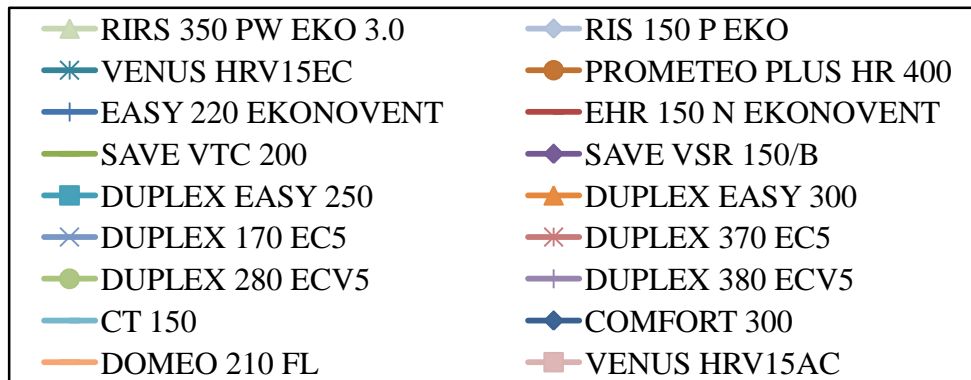 RIRS 350 PW EKO 3.0 RIS 150 P EKO
VENUS HRV15EC PROMETEO PLUS HR 400
EASY 220 EKONOVENT EHR 150 N EKONOVENT
SAVE VTC 200 SAVE VSR 150/B
DUPLEX EASY 250 DUPLEX EASY 300
DUPLEX 170 EC5 DUPLEX 370 EC5
DUPLEX 280 ECV5 DUPLEX 380 ECV5
CT 150 COMFORT 300
DOMEO 210 FL VENUS HRV15AC